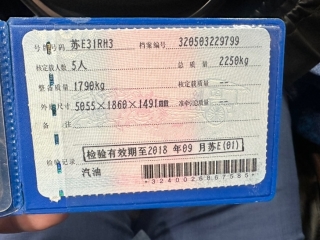 号牌号码 苏E31RH3 档案编号 320503229799
核定载人数 5人 总质量 2250kg
整备质量 1790kg 核定载质量 --
外廓尺寸 5055×1860×1491mm 准牵引总质量 --
备注 --
检验有效期至2018年09月苏E(01)
检验记录
汽油
*3240026867585*